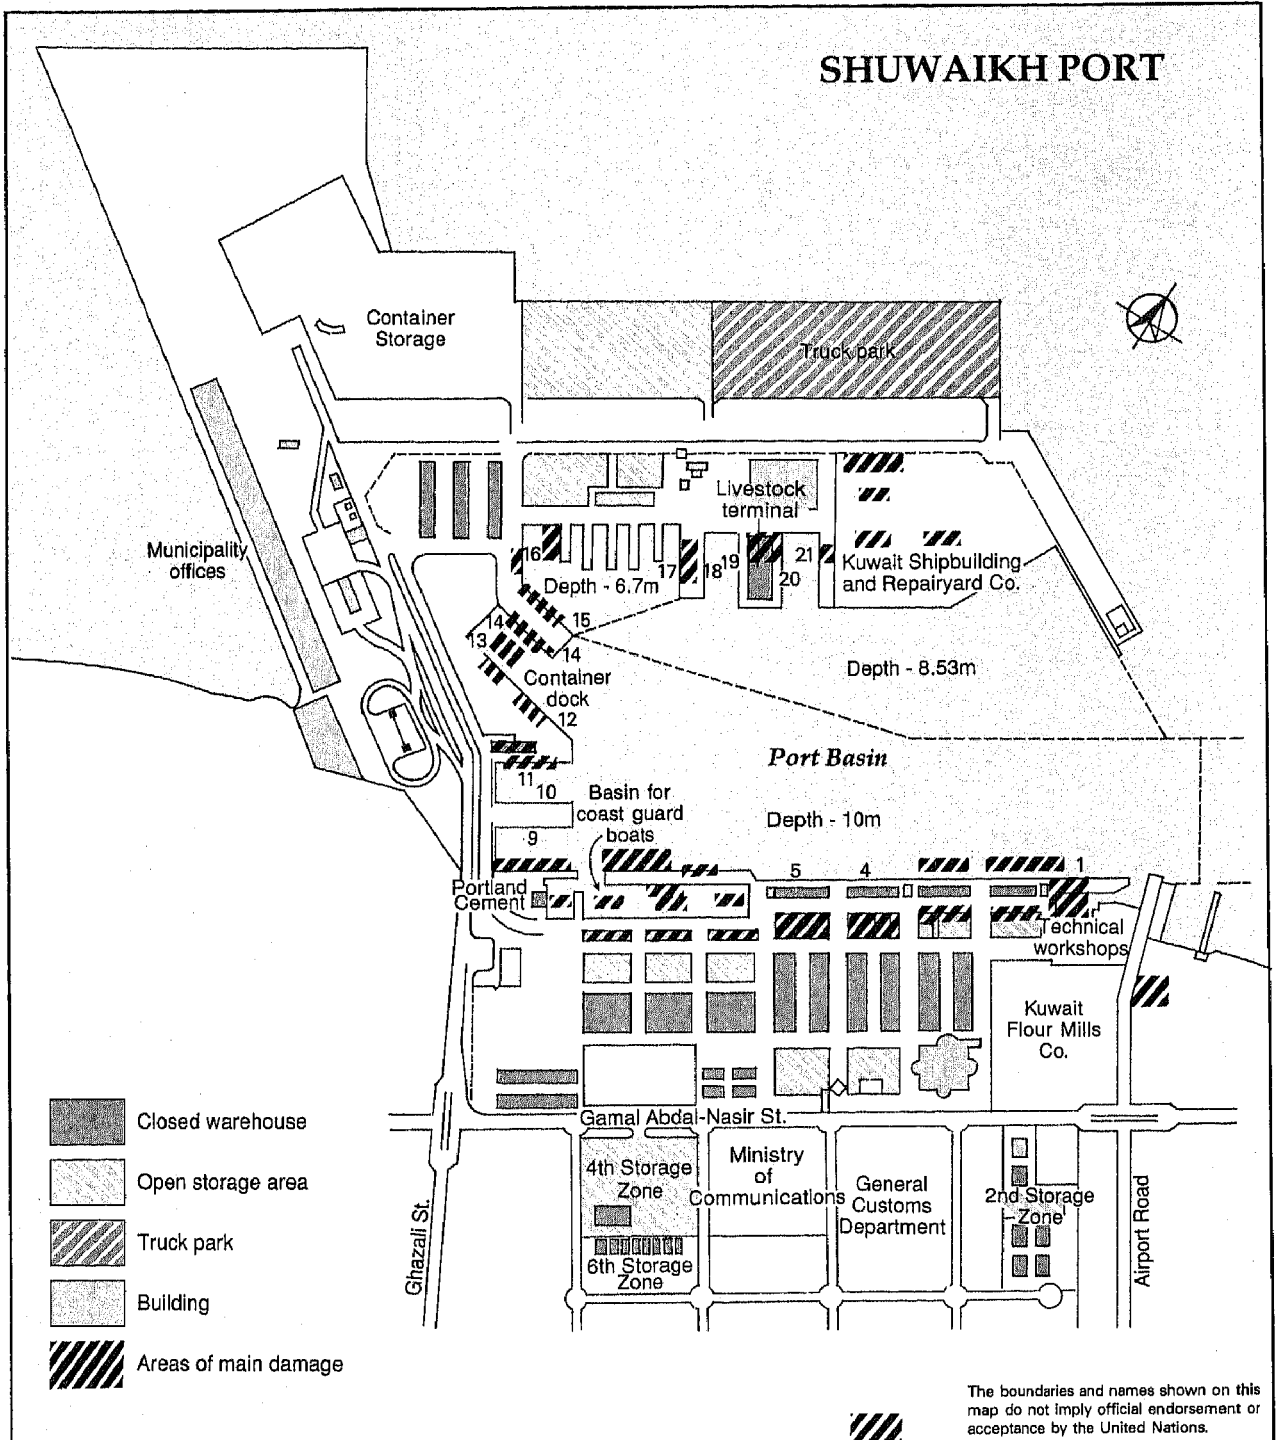 SHUWAIKH PORT
Container
Storage
Truck park
Livestock
terminal
Municipality
offices
16
17
18
19
20
21
Kuwait Shipbuilding
and Repairyard Co.
Depth - 6.7m
15
14
13
14
Container
dock
12
Depth - 8.53m
Port Basin
11
10
Basin for
coast guard
boats
Depth - 10m
9
5
4
1
Portland
Cement
Technical
workshops
Kuwait
Flour Mills
Co.
Gamal Abdal-Nasir St.
4th Storage
Zone
Ministry
of
Communications
General
Customs
Department
2nd Storage
Zone
6th Storage
Zone
Ghazali St.
Airport Road
Closed warehouse
Open storage area
Truck park
Building
Areas of main damage
The boundaries and names shown on this
map do not imply official endorsement or
acceptance by the United Nations.